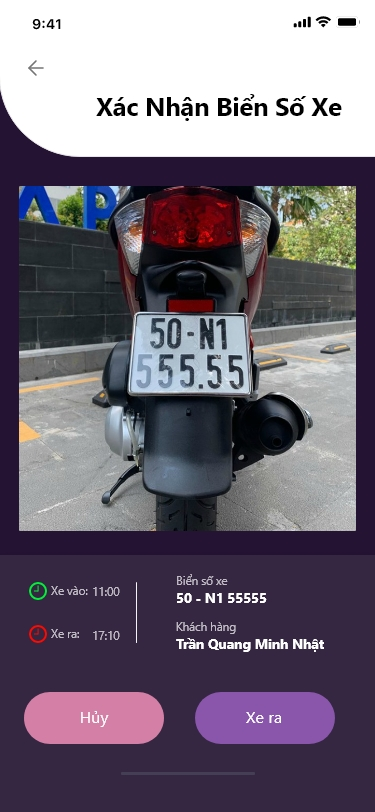 9:41
Xác Nhận Biển Số Xe
AP
50-N1
555.55
Xe vào: 11:00
Biển số xe
50 - N1 55555
Xe ra: 17:10
Khách hàng
Trần Quang Minh Nhật
Hủy
Xe ra